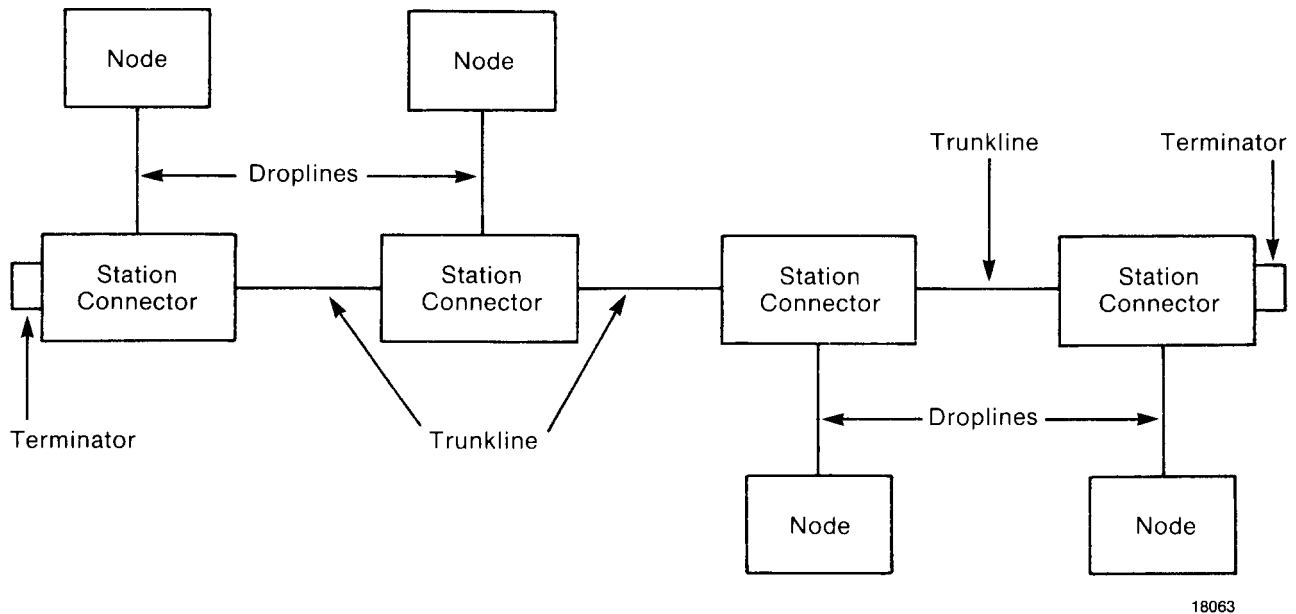 Node
Node
Droplines
Trunkline
Terminator
Station
Connector
Station
Connector
Station
Connector
Station
Connector
Terminator
Trunkline
Droplines
Node
Node
18063